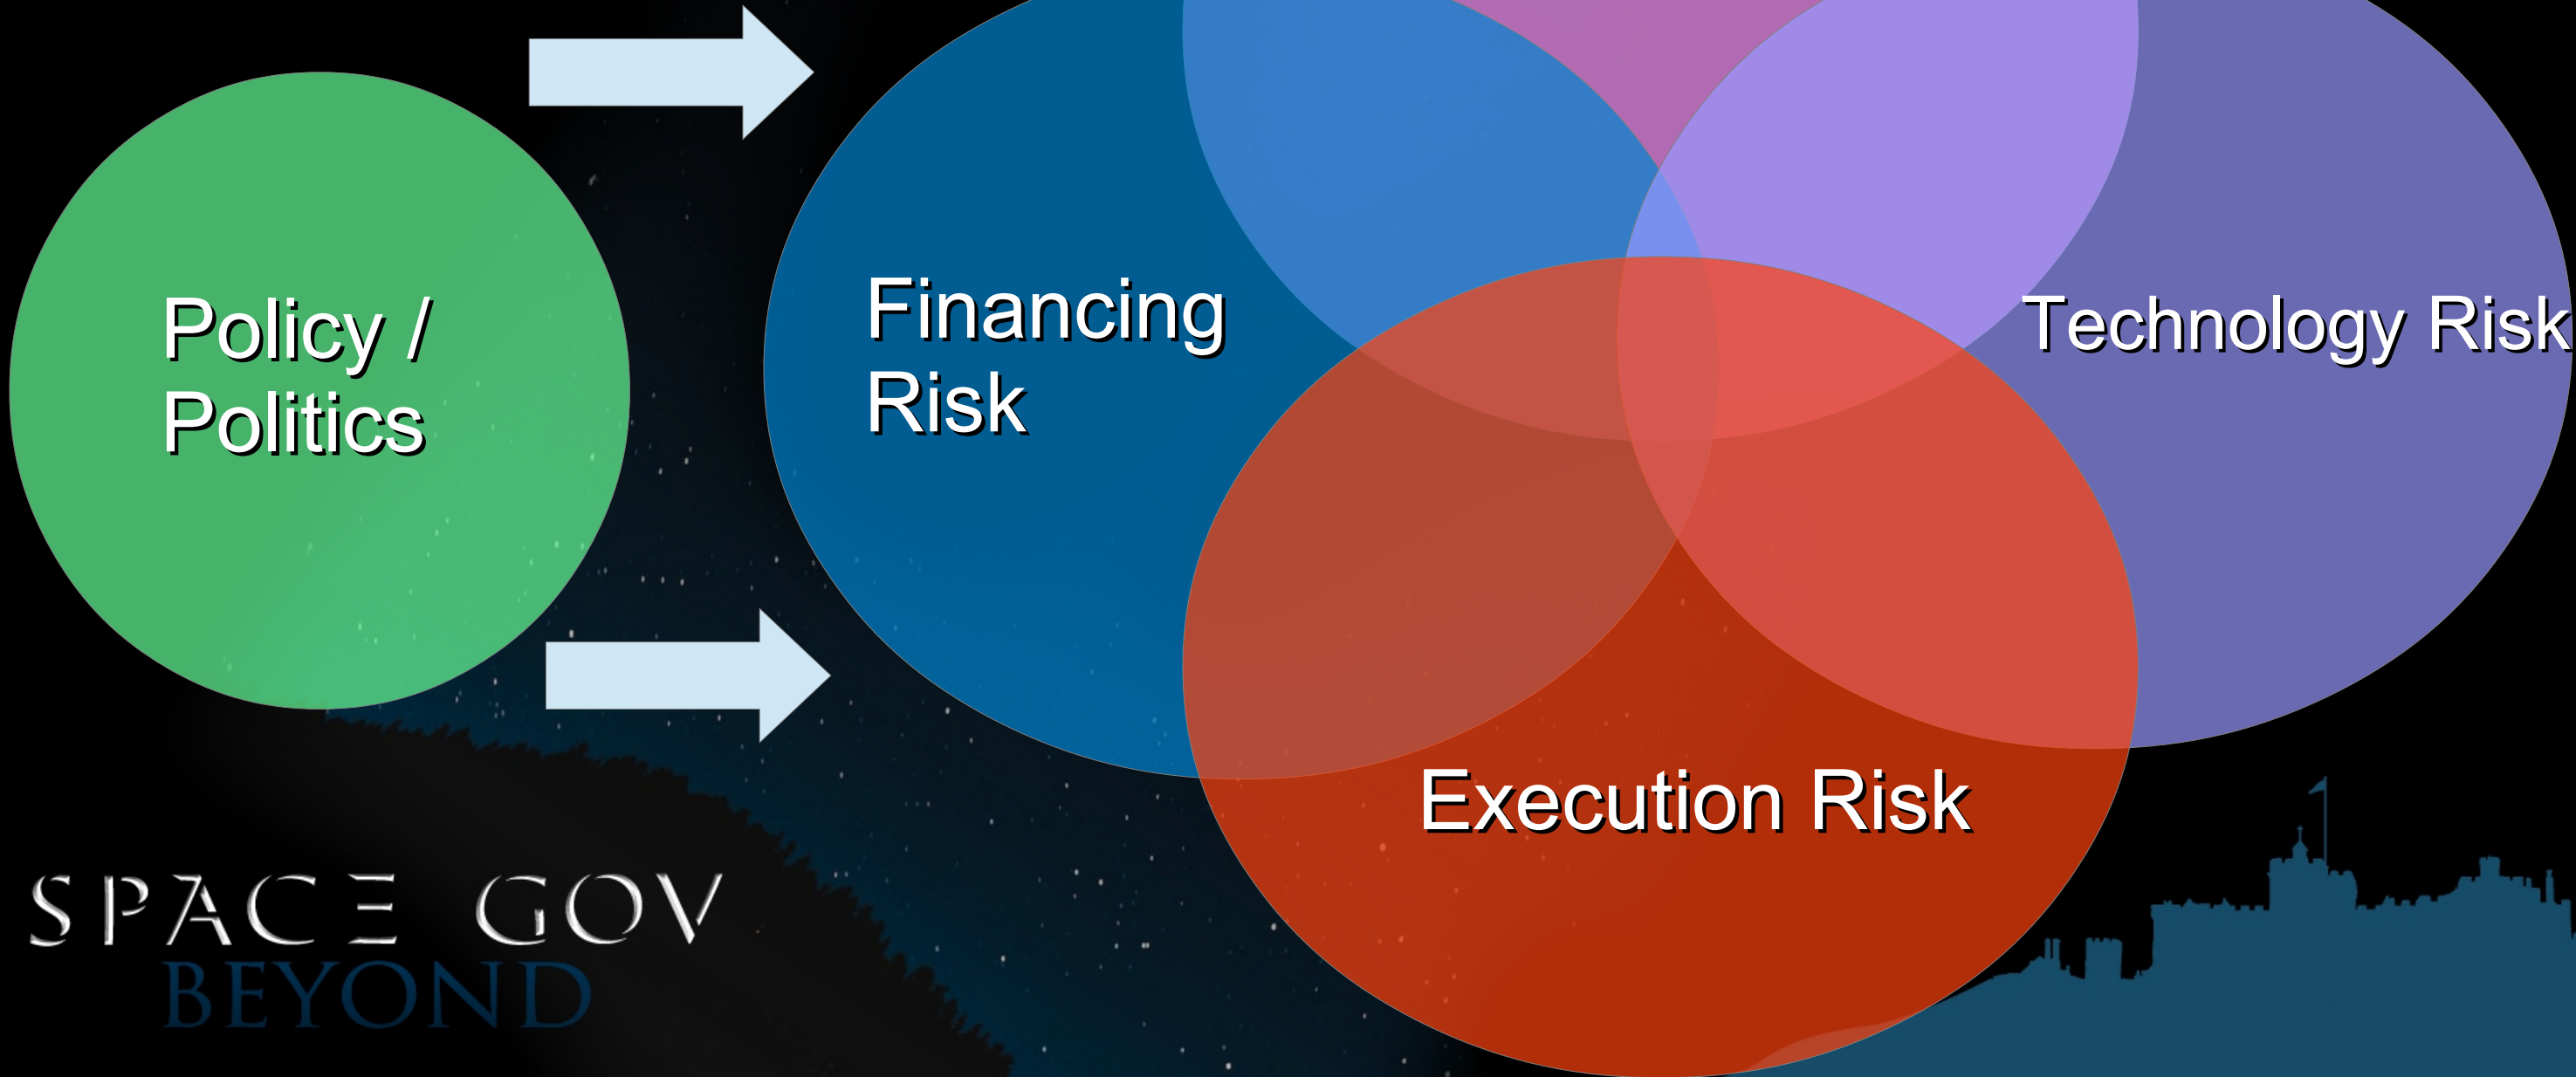 Policy /
Politics
Financing
Risk
Technology Risk
Execution Risk
SPACE GOV
BEYOND